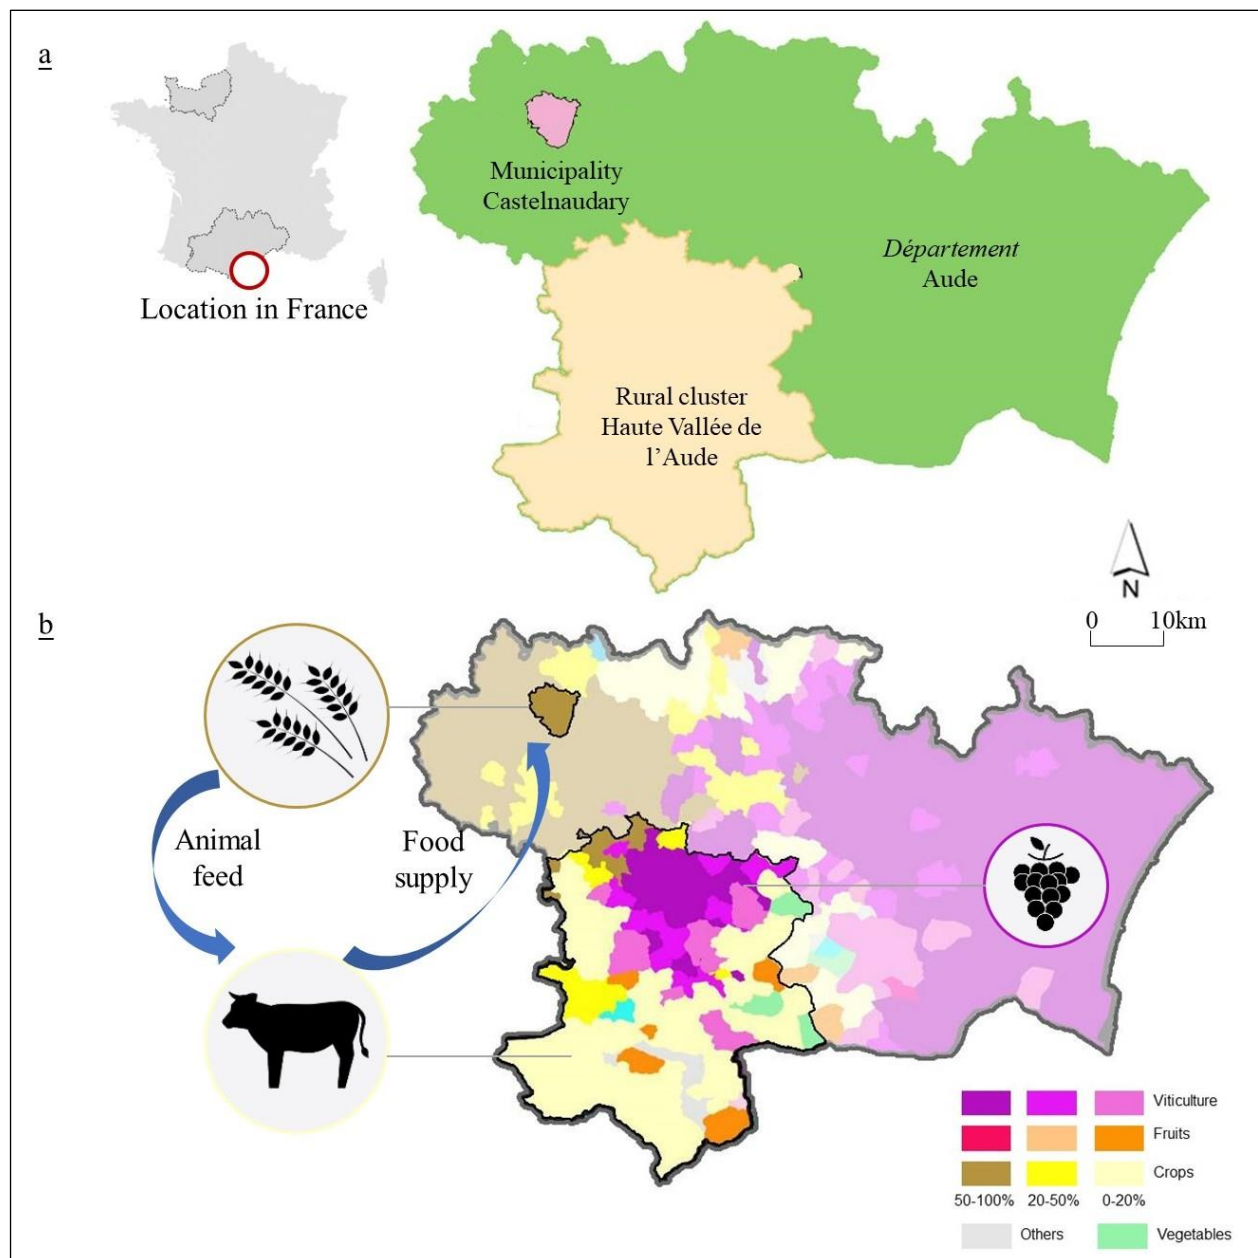 a
Location in France
Municipality
Castelnaudary
Département
Aude
Rural cluster
Haute Vallée de
l’Aude
N
0 10km
b
Animal
feed
Food
supply
Viticulture
Fruits
Crops
50-100% 20-50% 0-20%
Others Vegetables